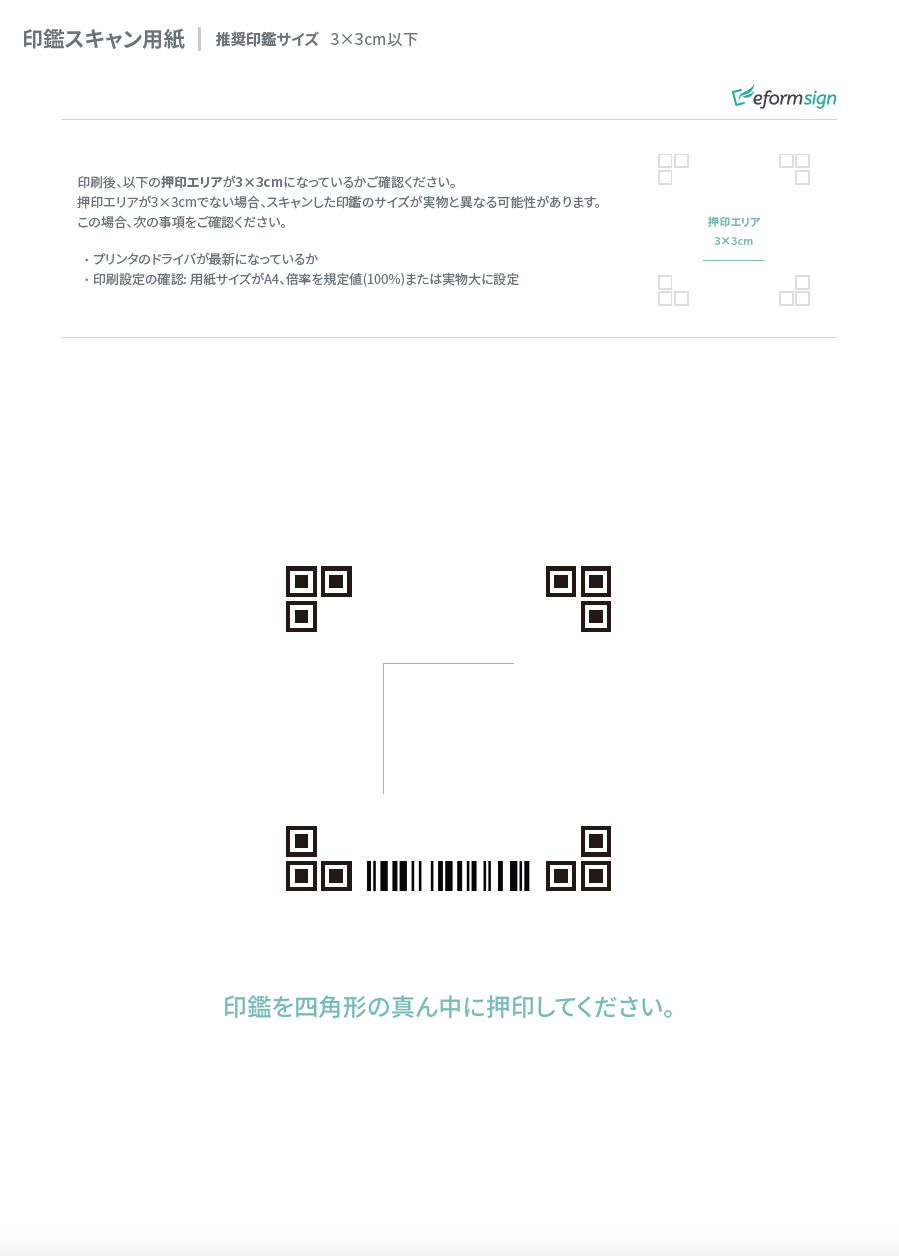 印鑑スキャン用紙 推奨印鑑サイズ 3×3cm以下
eformsign
印刷後、以下の押印エリアが3×3cmになっているかご確認ください。
押印エリアが3×3cmでない場合、スキャンした印鑑のサイズが実物と異なる可能性があります。
この場合、次の事項をご確認ください。
・プリンタのドライバが最新になっているか
・印刷設定の確認: 用紙サイズがA4、倍率を規定値(100%)または実物大に設定
押印エリア
3×3cm
印鑑を四角形の真ん中に押印してください。